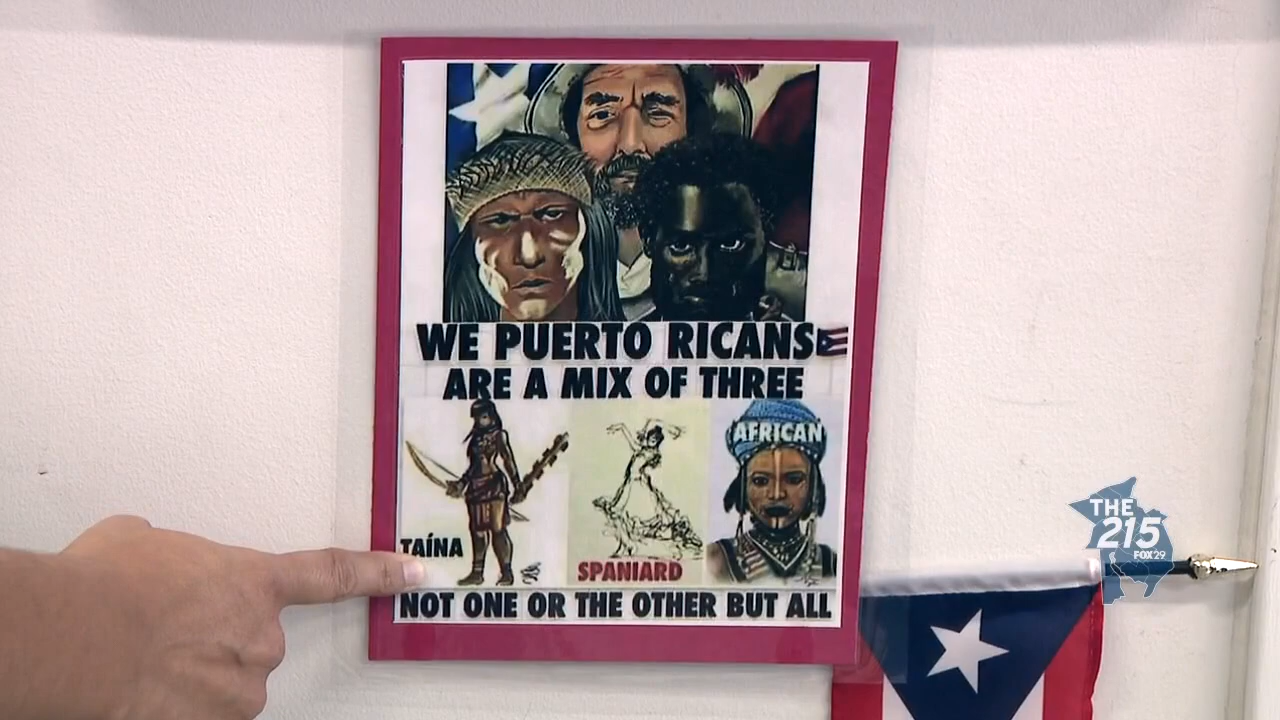 WE PUERTO RICANS
ARE A MIX OF THREE
AFRICAN
TAÍNA
SPANIARD
NOT ONE OR THE OTHER BUT ALL
THE
215
FOX29